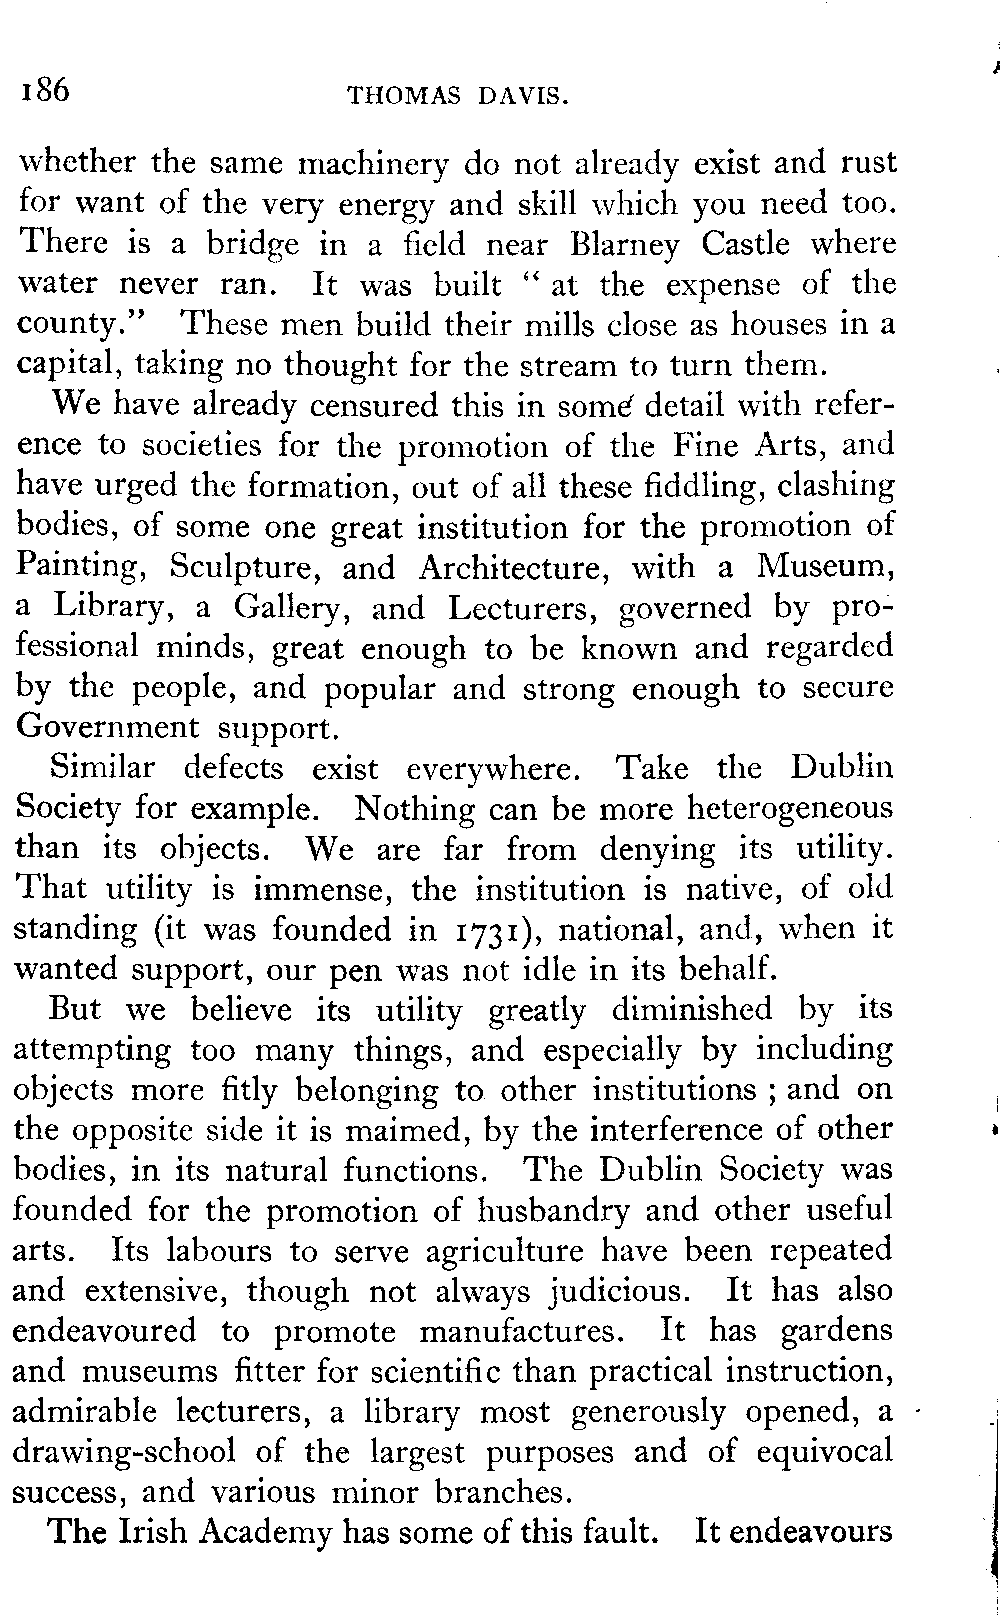 186 THOMAS DAVIS.
whether the same machinery do not already exist and rust
for want of the very energy and skill which you need too.
There is a bridge in a field near Blarney Castle where
water never ran. It was built “ at the expense of the
county.” These men build their mills close as houses in a
capital, taking no thought for the stream to turn them.
We have already censured this in some detail with refer-
ence to societies for the promotion of the Fine Arts, and
have urged the formation, out of all these fiddling, clashing
bodies, of some one great institution for the promotion of
Painting, Sculpture, and Architecture, with a Museum,
a Library, a Gallery, and Lecturers, governed by pro-
fessional minds, great enough to be known and regarded
by the people, and popular and strong enough to secure
Government support.
Similar defects exist everywhere. Take the Dublin
Society for example. Nothing can be more heterogeneous
than its objects. We are far from denying its utility.
That utility is immense, the institution is native, of old
standing (it was founded in 1731), national, and, when it
wanted support, our pen was not idle in its behalf.
But we believe its utility greatly diminished by its
attempting too many things, and especially by including
objects more fitly belonging to other institutions ; and on
the opposite side it is maimed, by the interference of other
bodies, in its natural functions. The Dublin Society was
founded for the promotion of husbandry and other useful
arts. Its labours to serve agriculture have been repeated
and extensive, though not always judicious. It has also
endeavoured to promote manufactures. It has gardens
and museums fitter for scientific than practical instruction,
admirable lecturers, a library most generously opened, a
drawing-school of the largest purposes and of equivocal
success, and various minor branches.
The Irish Academy has some of this fault. It endeavours